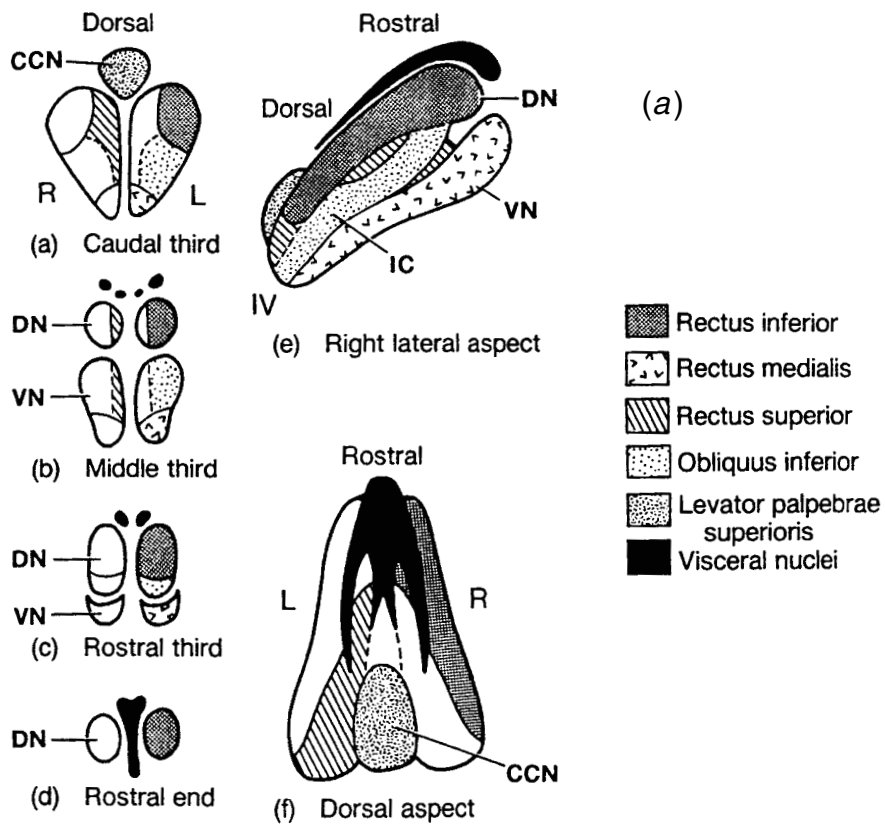 Dorsal
CCN
R
L
(a) Caudal third
DN
VN
(b) Middle third
DN
VN
(c) Rostral third
DN
(d) Rostral end
Rostral
Dorsal
DN
VN
IC
IV
(e) Right lateral aspect
Rostral
L
R
CCN
(f) Dorsal aspect
(a)
Rectus inferior
Rectus medialis
Rectus superior
Obliquus inferior
Levator palpebrae
superioris
Visceral nuclei